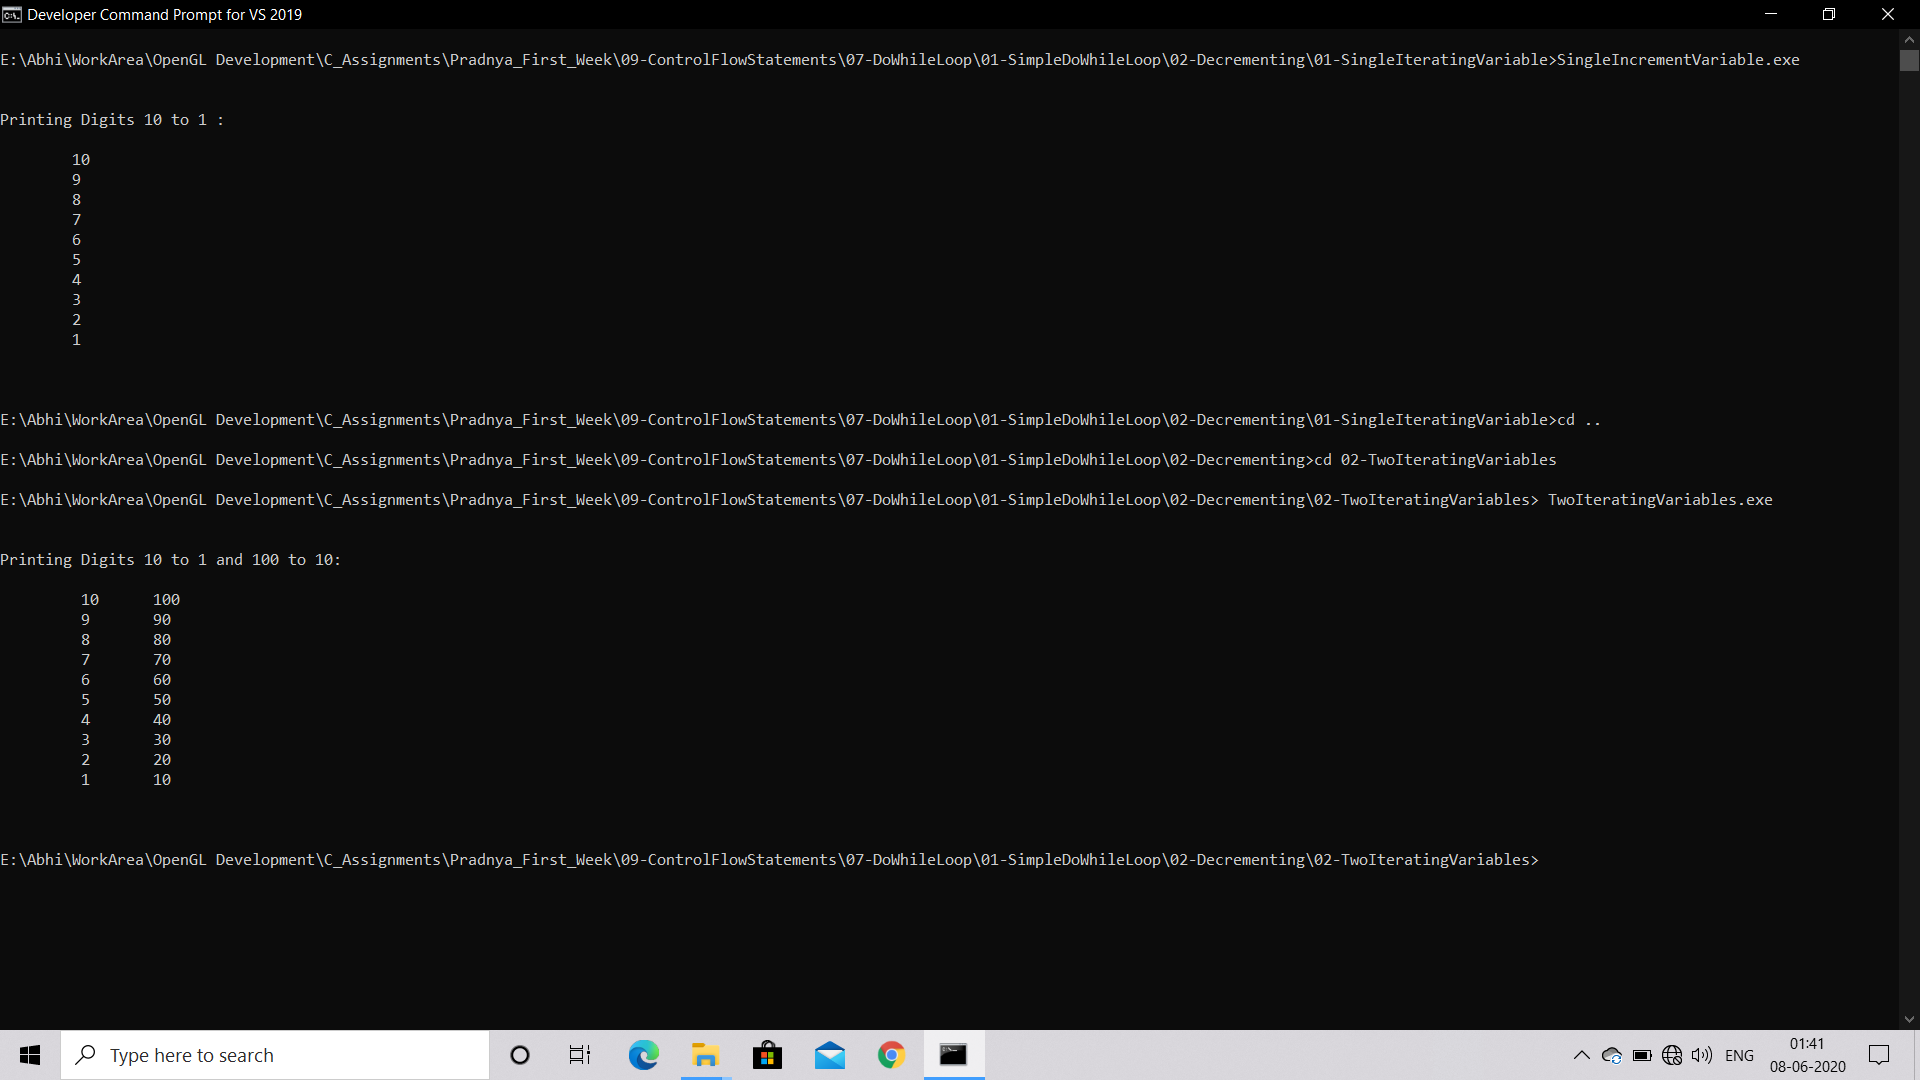 Developer Command Prompt for VS 2019
E:\Abhi\WorkArea\OpenGL Development\C_Assignments\Pradnya_First_Week\09-ControlFlowStatements\07-DoWhileLoop\01-SimpleDoWhileLoop\02-Decrementing\01-SingleIteratingVariable>SingleIncrementVariable.exe
Printing Digits 10 to 1 :
10
9
8
7
6
5
4
3
2
1
E:\Abhi\WorkArea\OpenGL Development\C_Assignments\Pradnya_First_Week\09-ControlFlowStatements\07-DoWhileLoop\01-SimpleDoWhileLoop\02-Decrementing\01-SingleIteratingVariable>cd ..
E:\Abhi\WorkArea\OpenGL Development\C_Assignments\Pradnya_First_Week\09-ControlFlowStatements\07-DoWhileLoop\01-SimpleDoWhileLoop\02-Decrementing>cd 02-TwoIteratingVariables
E:\Abhi\WorkArea\OpenGL Development\C_Assignments\Pradnya_First_Week\09-ControlFlowStatements\07-DoWhileLoop\01-SimpleDoWhileLoop\02-Decrementing\02-TwoIteratingVariables> TwoIteratingVariables.exe
Printing Digits 10 to 1 and 100 to 10:
10 100
9 90
8 80
7 70
6 60
5 50
4 40
3 30
2 20
1 10
E:\Abhi\WorkArea\OpenGL Development\C_Assignments\Pradnya_First_Week\09-ControlFlowStatements\07-DoWhileLoop\01-SimpleDoWhileLoop\02-Decrementing\02-TwoIteratingVariables>
Type here to search
ENG
01:41
08-06-2020